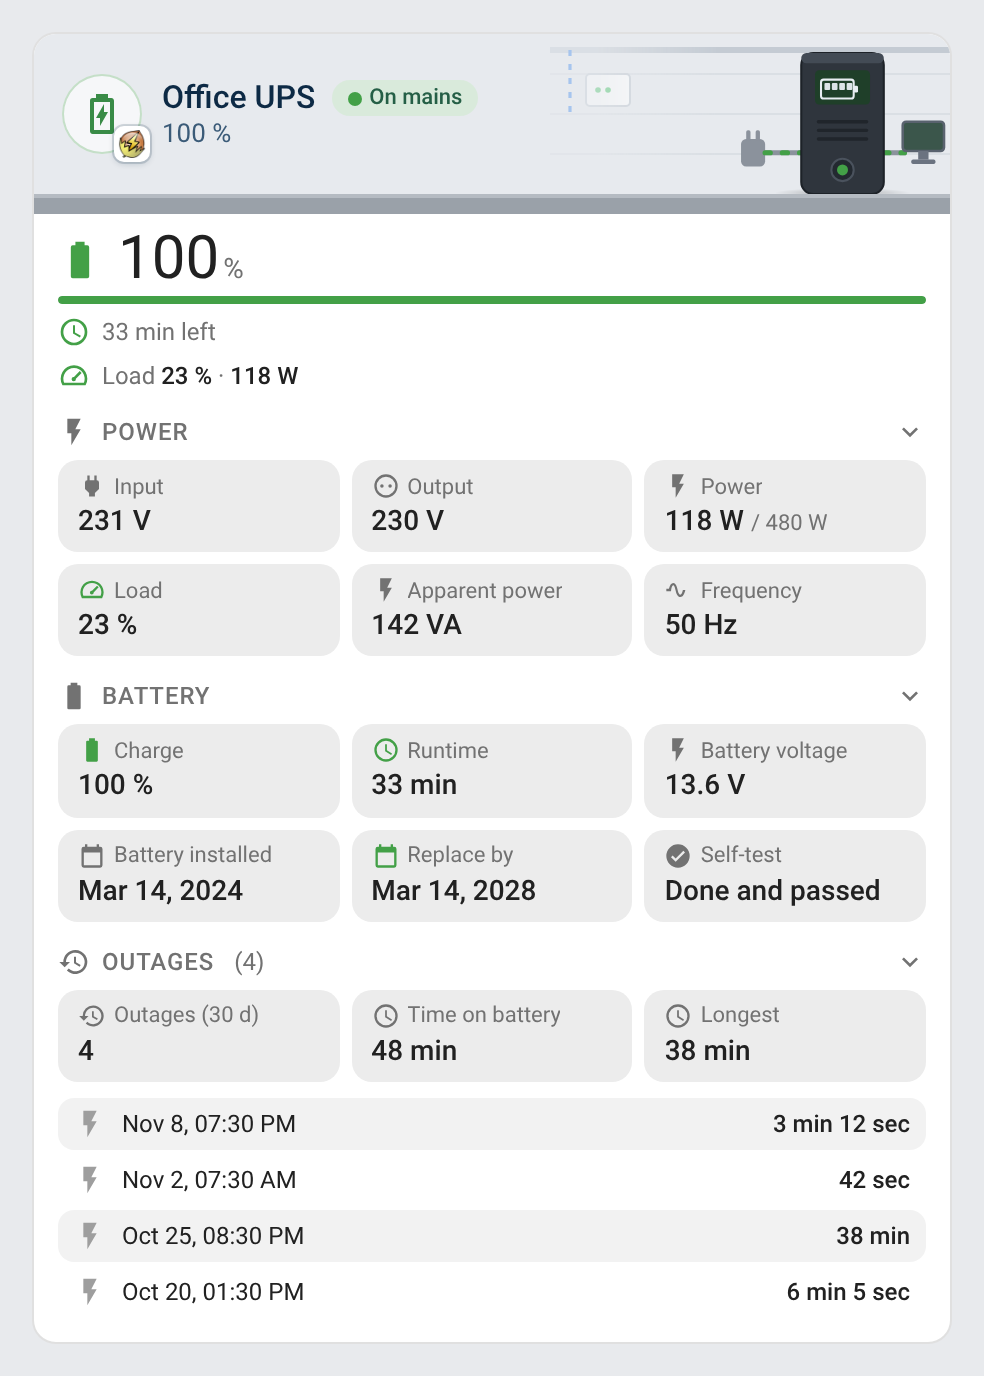 Office UPS
On mains
100 %
100 %
33 min left
Load 23 % · 118 W
POWER
Input
231 V
Output
230 V
Power
118 W / 480 W
Load
23 %
Apparent power
142 VA
Frequency
50 Hz
BATTERY
Charge
100 %
Runtime
33 min
Battery voltage
13.6 V
Battery installed
Mar 14, 2024
Replace by
Mar 14, 2028
Self-test
Done and passed
OUTAGES (4)
Outages (30 d)
4
Time on battery
48 min
Longest
38 min
Nov 8, 07:30 PM 3 min 12 sec
Nov 2, 07:30 AM 42 sec
Oct 25, 08:30 PM 38 min
Oct 20, 01:30 PM 6 min 5 sec